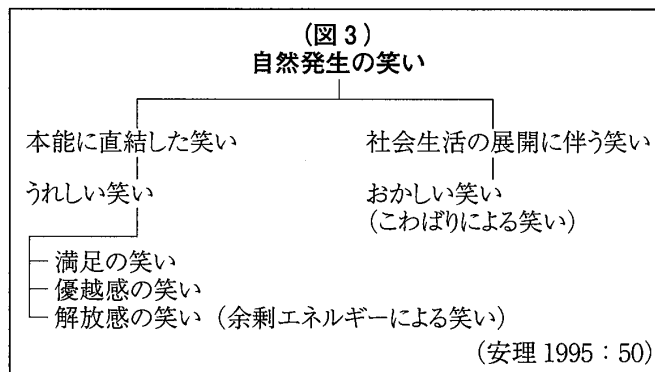 (図3)
自然発生の笑い
本能に直結した笑い 社会生活の展開に伴う笑い
うれしい笑い おかしい笑い
(こわばりによる笑い)
満足の笑い
優越感の笑い
解放感の笑い (余剰エネルギーによる笑い)
(安理 1995:50)